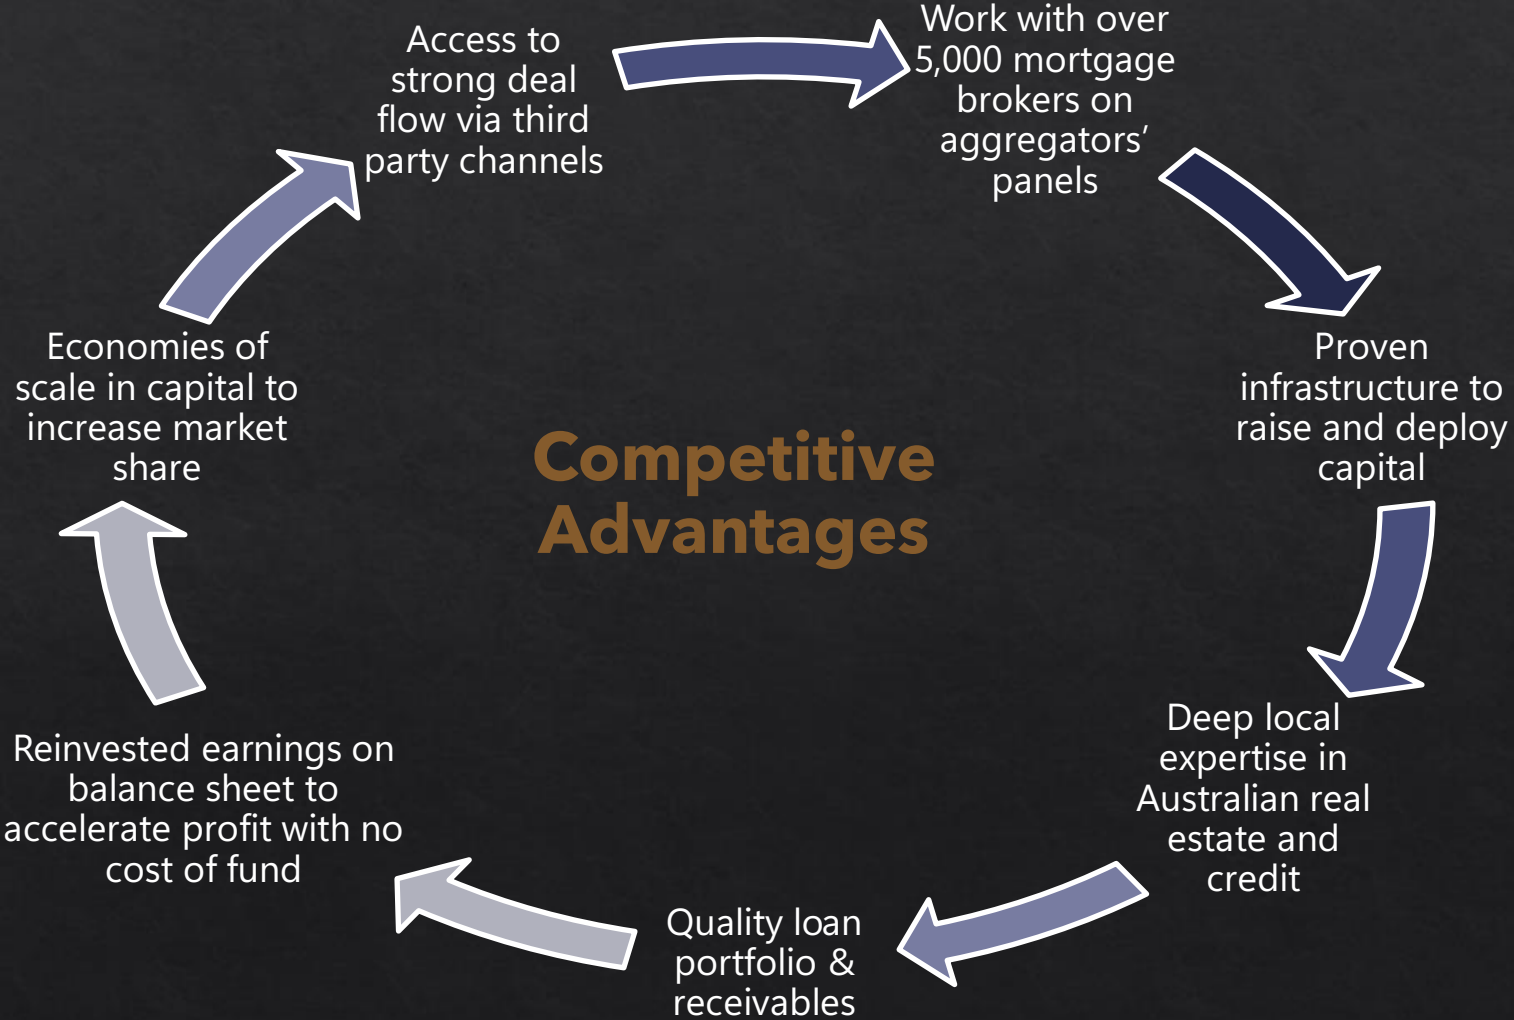 Access to
strong deal
flow via third
party channels
Work with over
5,000 mortgage
brokers on
aggregators’
panels
Proven
infrastructure to
raise and deploy
capital
Deep local
expertise in
Australian real
estate and
credit
Quality loan
portfolio &
receivables
Reinvested earnings on
balance sheet to
accelerate profit with no
cost of fund
Economies of
scale in capital to
increase market
share
Competitive
Advantages